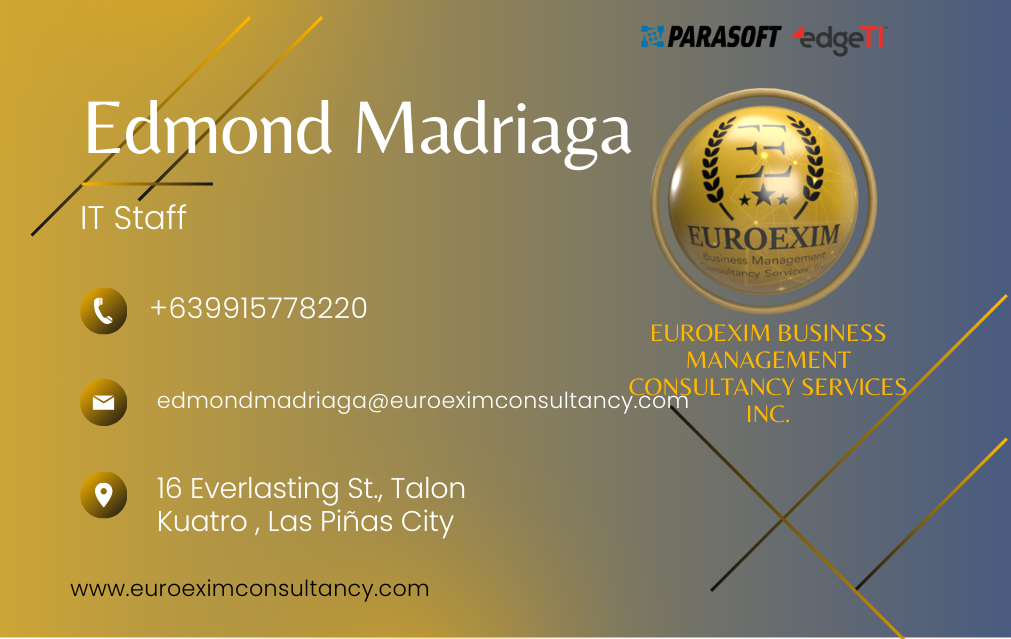 PARASOFT edgeTI
Edmond Madriaga
IT Staff
EUROEXIM
Business Management
Consultancy Services
+639915778220
EUROEXIM BUSINESS
MANAGEMENT
CONSULTANCY SERVICES
INC.
edmondmadriaga@euroeximconsultancy.com
16 Everlasting St., Talon
Kuatro , Las Piñas City
www.euroeximconsultancy.com